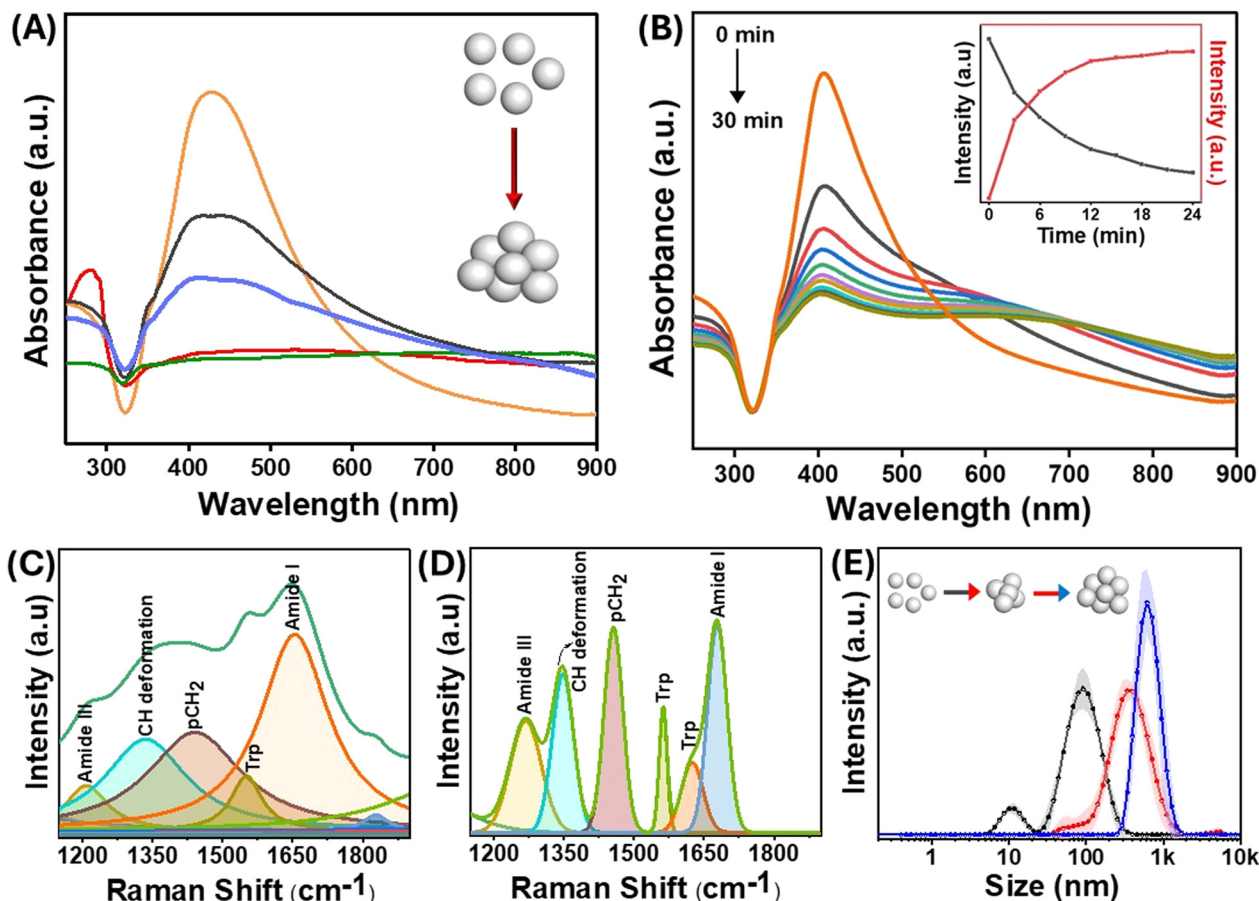 (A)
Absorbance (a.u.)
300 400 500 600 700 800 900
Wavelength (nm)
(B)
Absorbance (a.u.)
0 min
30 min
Intensity (a.u)
Intensity
(a.u.)
0 6 12 18 24
Time (min)
300 400 500 600 700 800 900
Wavelength (nm)
(C)
Intensity (a.u)
Amide III
CH deformation
pCH2
Trp
Amide I
1200 1350 1500 1650 1800
Raman Shift (cm-1)
(D)
Intensity (a.u.)
Amide III
CH deformation
pCH2
Trp
Trp
Amide I
1200 1350 1500 1650 1800
Raman Shift (cm-1)
(E)
Intensity (a.u.)
1 10 100 1k 10k
Size (nm)